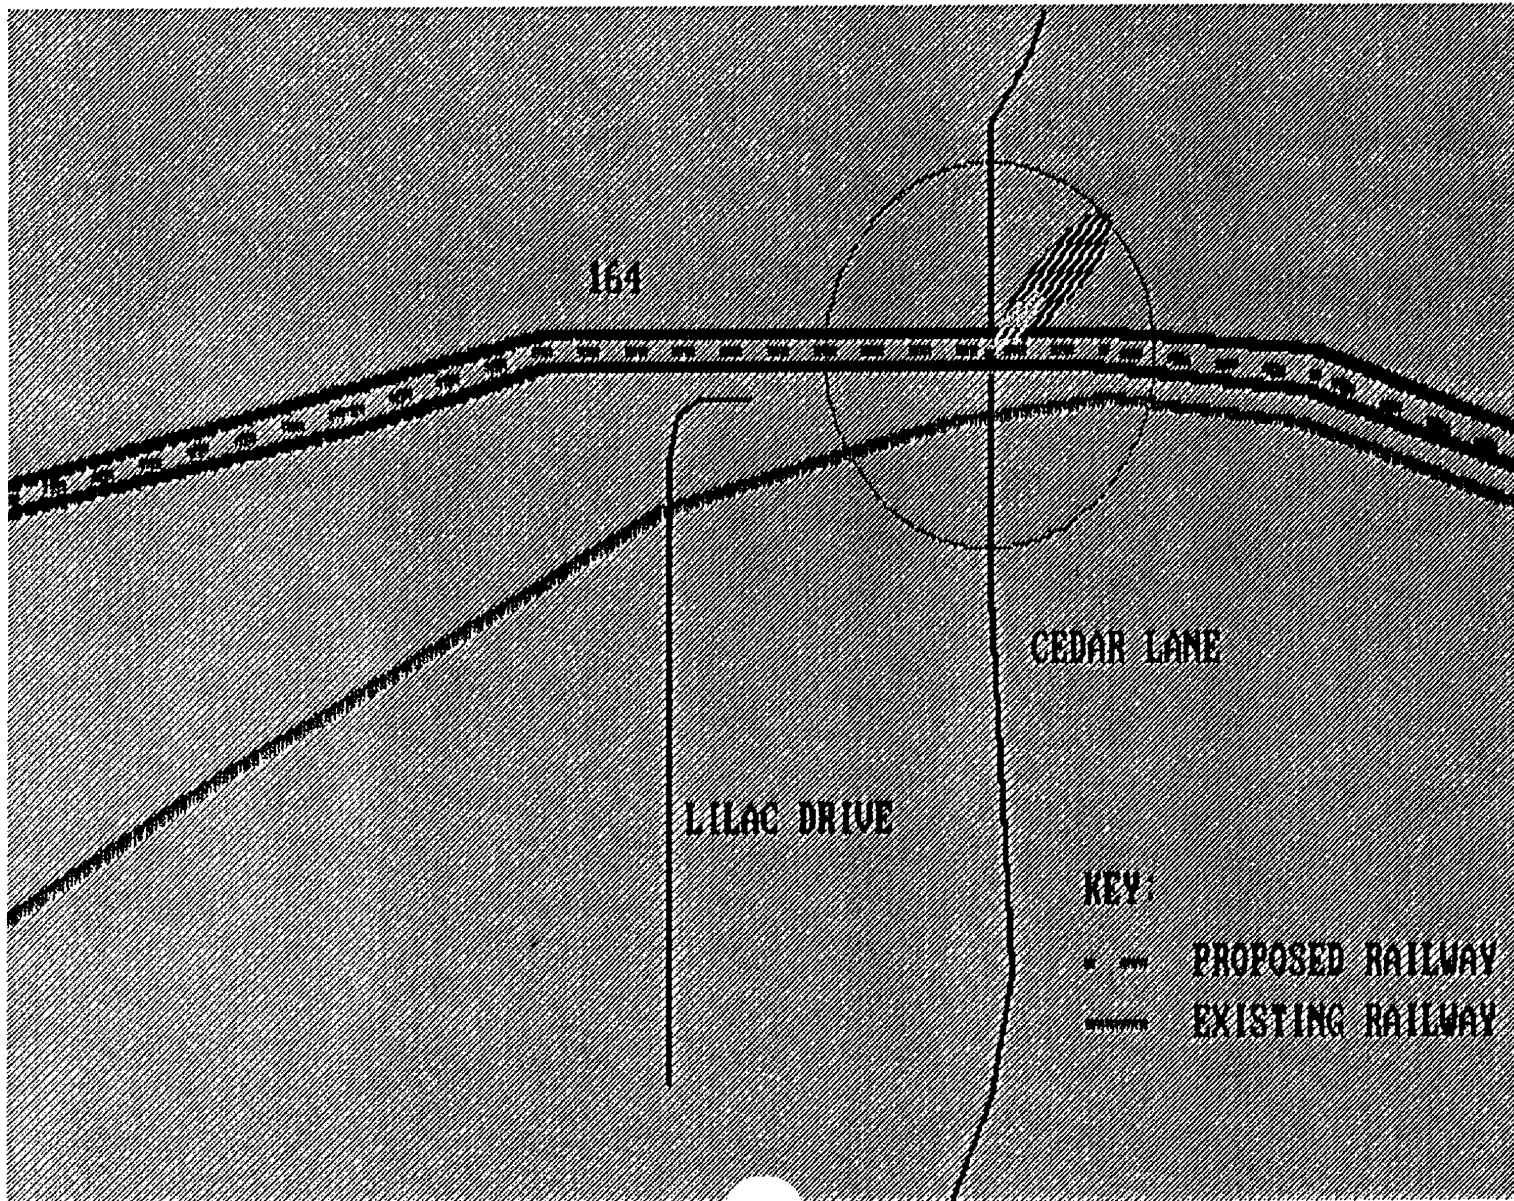 164
CEDAR LANE
LILAC DRIVE
KEY:
PROPOSED RAILWAY
EXISTING RAILWAY